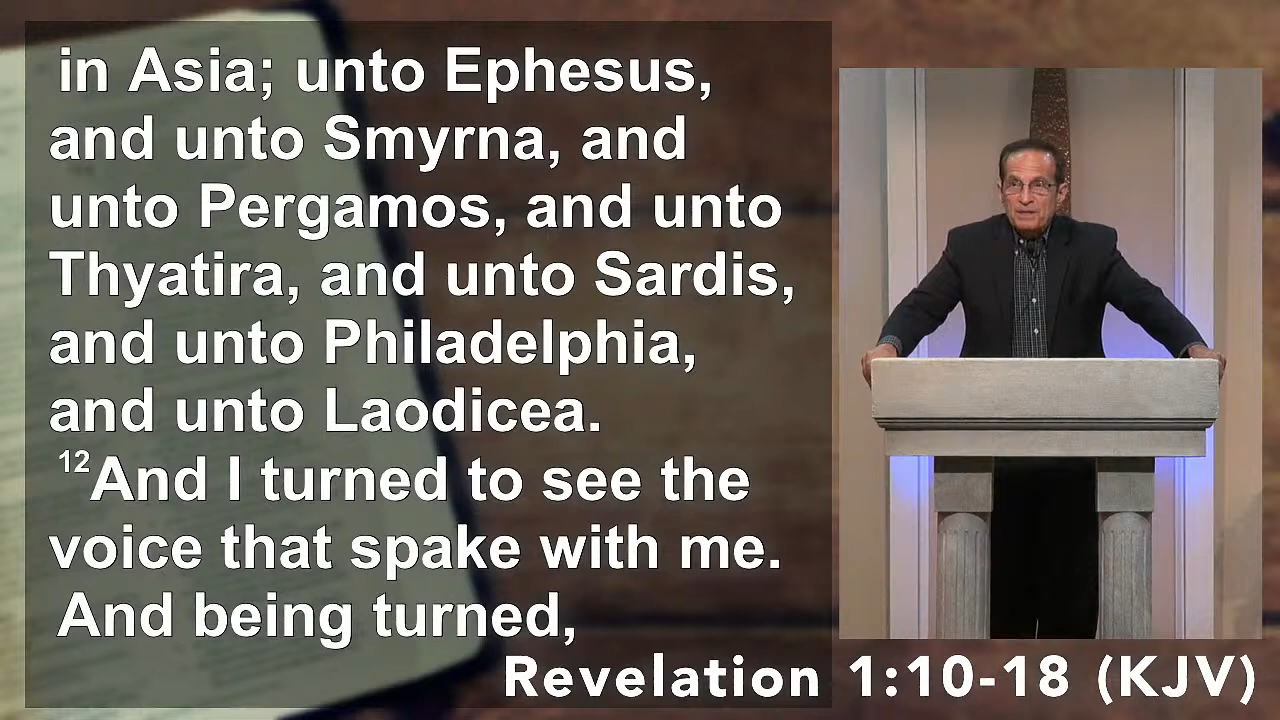 in Asia; unto Ephesus,
and unto Smyrna, and
unto Pergamos, and unto
Thyatira, and unto Sardis,
and unto Philadelphia,
and unto Laodicea.
12And I turned to see the
voice that spake with me.
And being turned,
Revelation 1:10-18 (KJV)